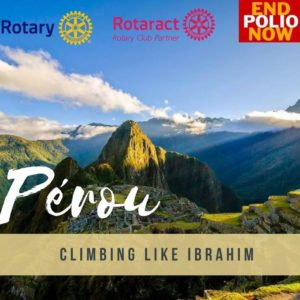 Rotary
Rotaract
Rotary Club Partner
END
POLIO
NOW
Pérou
CLIMBING LIKE IBRAHIM